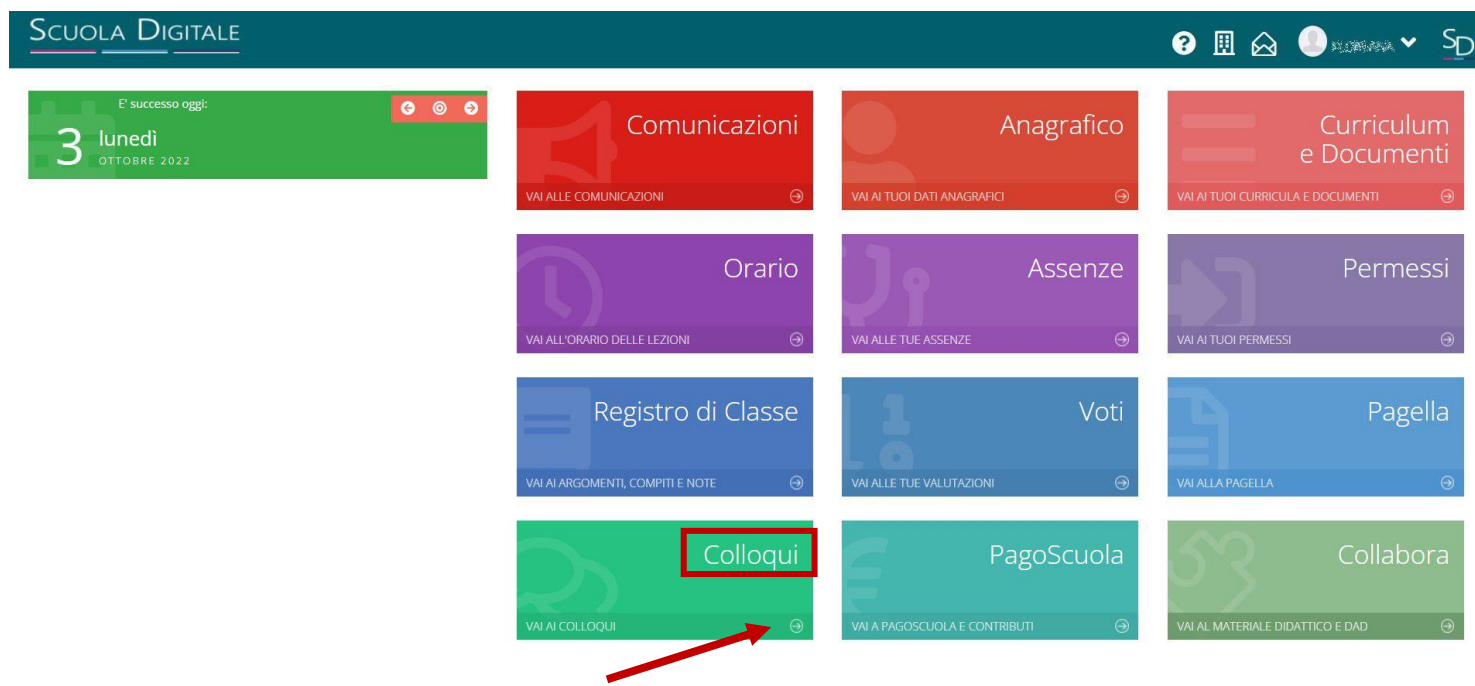 SCUOLA DIGITALE
SD
E' successo oggi:
3 lunedì
OTTOBRE 2022
Comunicazioni
VAI ALLE COMUNICAZIONI
Anagrafico
VAI AI TUOI DATI ANAGRAFICI
Curriculum
e Documenti
VAI AI TUOI CURRICULA E DOCUMENTI
Orario
VAI ALL'ORARIO DELLE LEZIONI
Assenze
VAI ALLE TUE ASSENZE
Permessi
VAI AI TUOI PERMESSI
Registro di Classe
VAI AI ARGOMENTI, COMPITI E NOTE
Voti
VAI ALLE TUE VALUTAZIONI
Pagella
VAI ALLA PAGELLA
Colloqui
VAI AI COLLOQUI
PagoScuola
VAI A PAGOSCUOLA E CONTRIBUTI
Collabora
VAI AL MATERIALE DIDATTICO E DAD